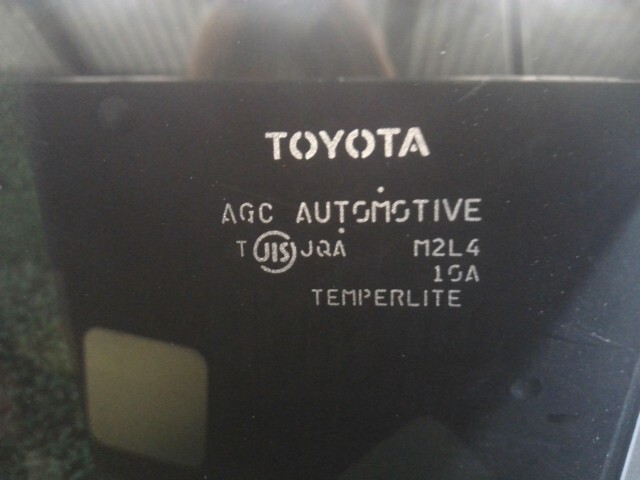 TOYOTA
AGC AUTOMOTIVE
T JIS JQA M2L4
10A
TEMPERLITE